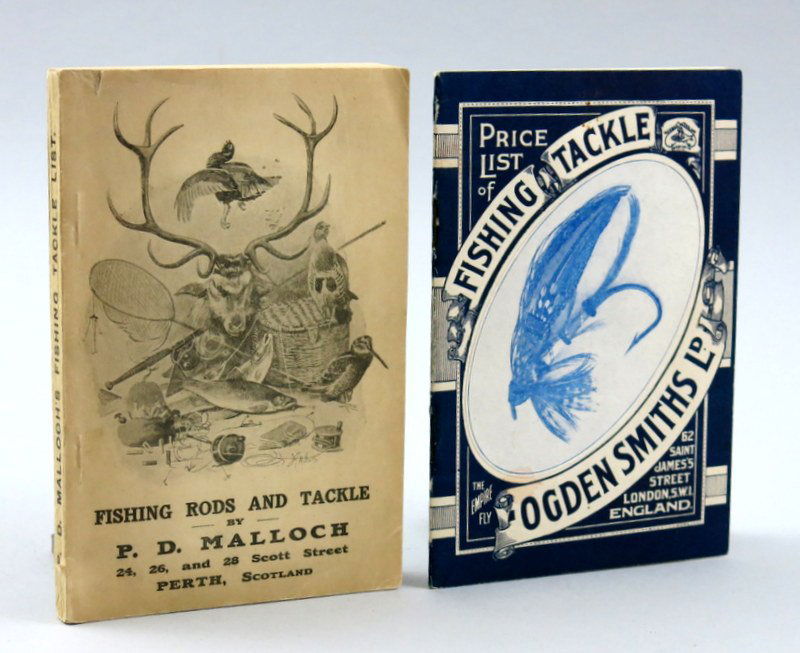 P. D. MALLOCH'S FISHING TACKLE LIST.
FISHING RODS AND TACKLE
BY
P. D. MALLOCH
24, 26, and 28 Scott Street
PERTH, SCOTLAND
PRICE
LIST
of
FISHING TACKLE
THE
EMPIRE
FLY
OGDEN SMITHS LD.
62
SAINT
JAMES'S
STREET
LONDON, S.W.1.
ENGLAND.